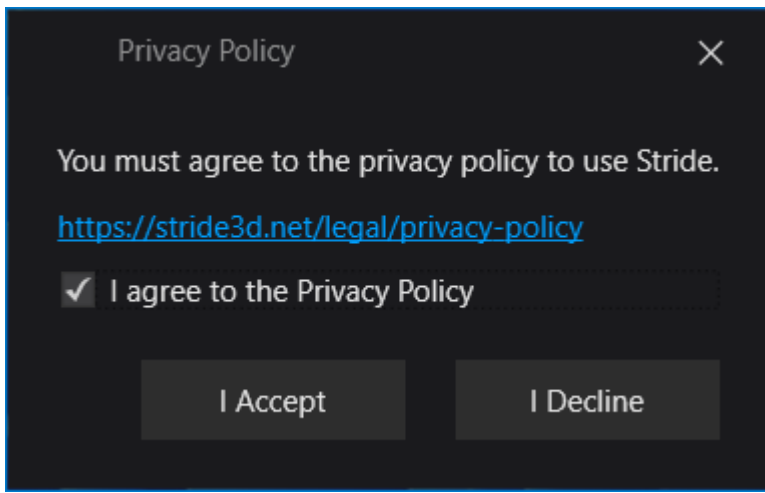 Privacy Policy
You must agree to the privacy policy to use Stride.
https://stride3d.net/legal/privacy-policy
I agree to the Privacy Policy
I Accept
I Decline